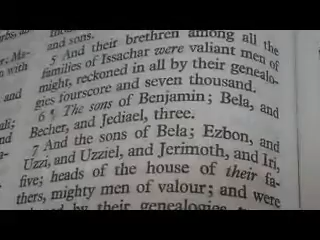 and sons.
5 And their brethren among all the
families of Issachar were valiant men of
might, reckoned in all by their genealo-
gies fourscore and seven thousand.
6 ¶ The sons of Benjamin; Bela, and
Becher, and Jediael, three.
7 And the sons of Bela; Ezbon, and
Uzzi, and Uzziel, and Jerimoth, and Iri,
five; heads of the house of their fa-
thers, mighty men of valour; and were
by their genealogies